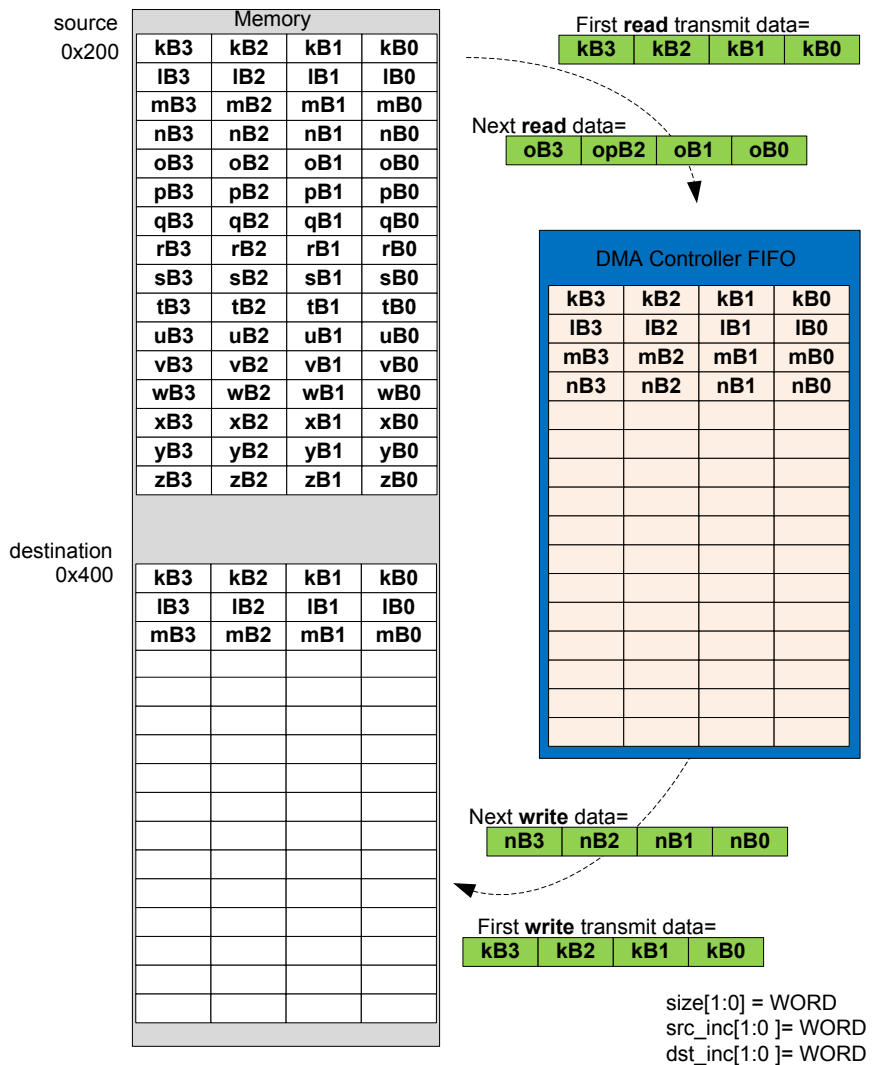 source
0x200
Memory
kB3 kB2 kB1 kB0
lB3 lB2 lB1 lB0
mB3 mB2 mB1 mB0
nB3 nB2 nB1 nB0
oB3 oB2 oB1 oB0
pB3 pB2 pB1 pB0
qB3 qB2 qB1 qB0
rB3 rB2 rB1 rB0
sB3 sB2 sB1 sB0
tB3 tB2 tB1 tB0
uB3 uB2 uB1 uB0
vB3 vB2 vB1 vB0
wB3 wB2 wB1 wB0
xB3 xB2 xB1 xB0
yB3 yB2 yB1 yB0
zB3 zB2 zB1 zB0
destination
0x400
kB3 kB2 kB1 kB0
lB3 lB2 lB1 lB0
mB3 mB2 mB1 mB0
First read transmit data=
kB3 kB2 kB1 kB0
Next read data=
oB3 opB2 oB1 oB0
DMA Controller FIFO
kB3 kB2 kB1 kB0
lB3 lB2 lB1 lB0
mB3 mB2 mB1 mB0
nB3 nB2 nB1 nB0
Next write data=
nB3 nB2 nB1 nB0
First write transmit data=
kB3 kB2 kB1 kB0
size[1:0] = WORD
src_inc[1:0 ]= WORD
dst_inc[1:0 ]= WORD